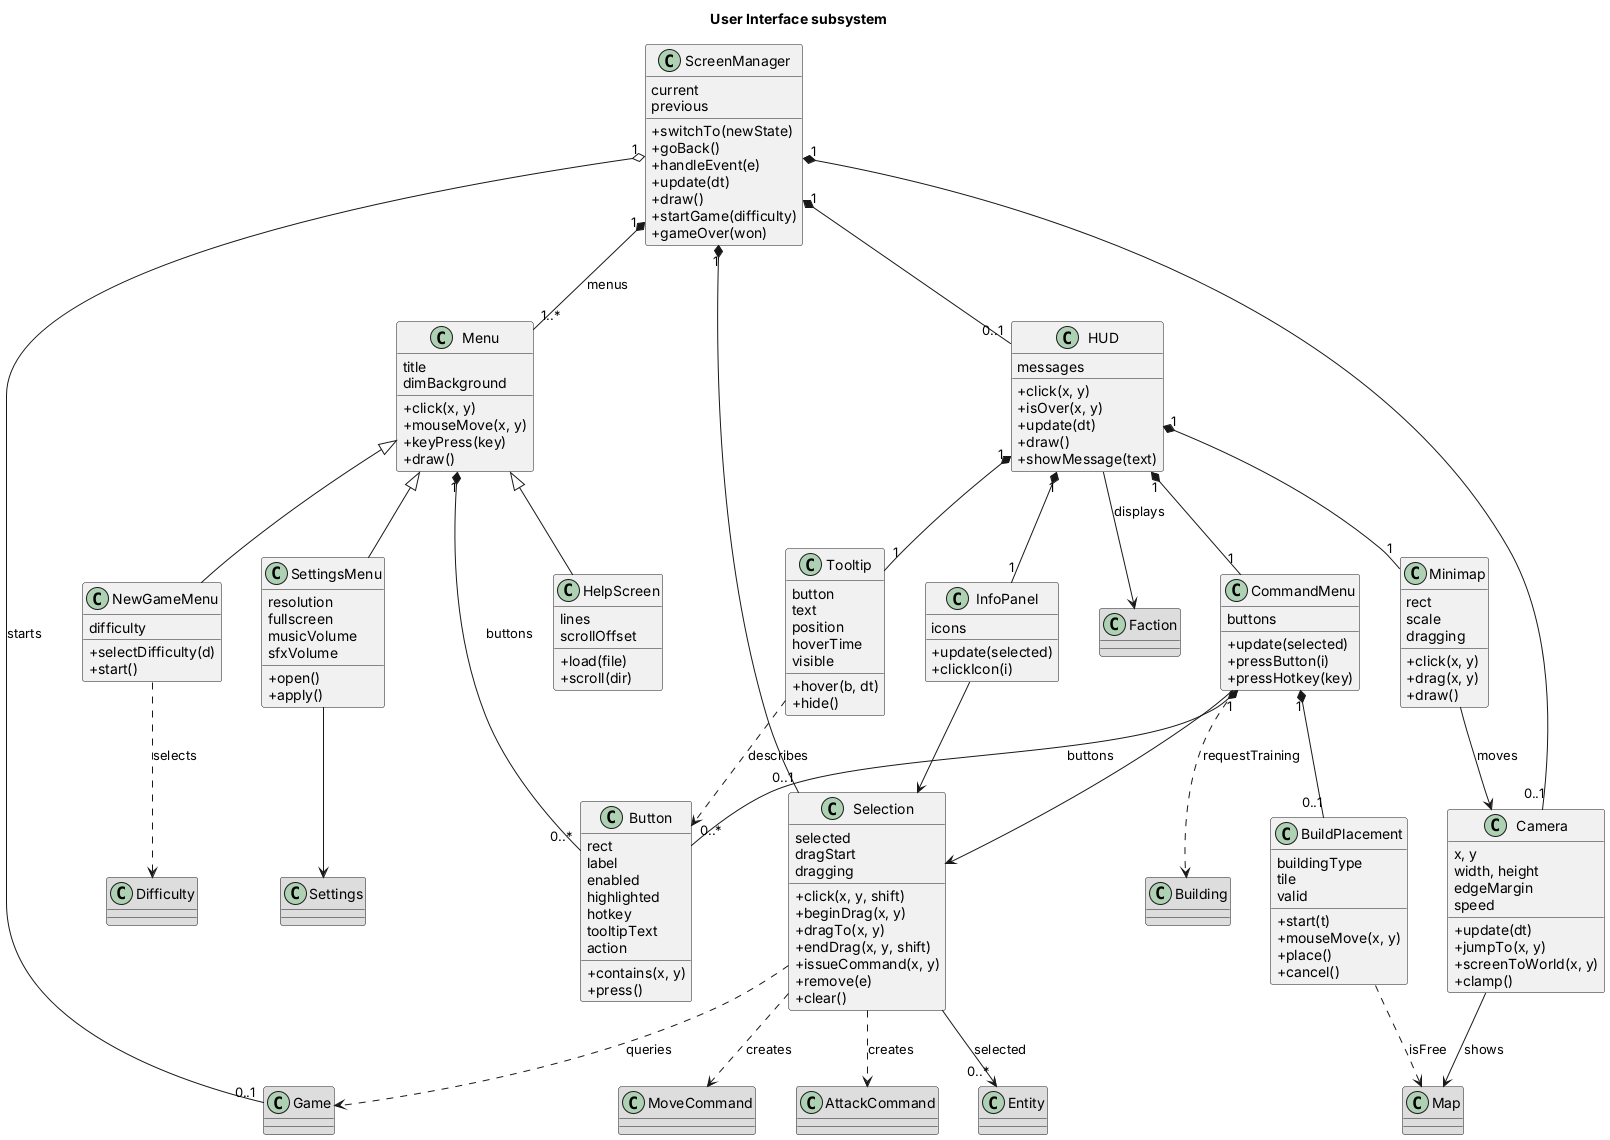 User Interface subsystem
C ScreenManager
current
previous
+switchTo(newState)
+goBack()
+handleEvent(e)
+update(dt)
+draw()
+startGame(difficulty)
+gameOver(won)
1
1
1
1
1
menus
1..*
0..1
C Menu
title
dimBackground
+click(x, y)
+mouseMove(x, y)
+keyPress(key)
+draw()
C HUD
messages
+click(x, y)
+isOver(x, y)
+update(dt)
+draw()
+showMessage(text)
1
1
1
1
1
displays
1
1
1
1
C NewGameMenu
difficulty
+selectDifficulty(d)
+start()
C SettingsMenu
resolution
fullscreen
musicVolume
sfxVolume
+open()
+apply()
C HelpScreen
lines
scrollOffset
+load(file)
+scroll(dir)
C Tooltip
button
text
position
hoverTime
visible
+hover(b, dt)
+hide()
C InfoPanel
icons
+update(selected)
+clickIcon(i)
C Faction
C CommandMenu
buttons
+update(selected)
+pressButton(i)
+pressHotkey(key)
C Minimap
rect
scale
dragging
+click(x, y)
+drag(x, y)
+draw()
starts
buttons
1
1
selects
describes
buttons
requestTraining
moves
0..1
0..*
0..*
0..1
0..1
C Difficulty
C Settings
C Button
rect
label
enabled
highlighted
hotkey
tooltipText
action
+contains(x, y)
+press()
C Selection
selected
dragStart
dragging
+click(x, y, shift)
+beginDrag(x, y)
+dragTo(x, y)
+endDrag(x, y, shift)
+issueCommand(x, y)
+remove(e)
+clear()
C Building
C BuildPlacement
buildingType
tile
valid
+start(t)
+mouseMove(x, y)
+place()
+cancel()
C Camera
x, y
width, height
edgeMargin
speed
+update(dt)
+jumpTo(x, y)
+screenToWorld(x, y)
+clamp()
queries
creates
creates
selected
isFree
shows
0..1
0..*
C Game
C MoveCommand
C AttackCommand
C Entity
C Map